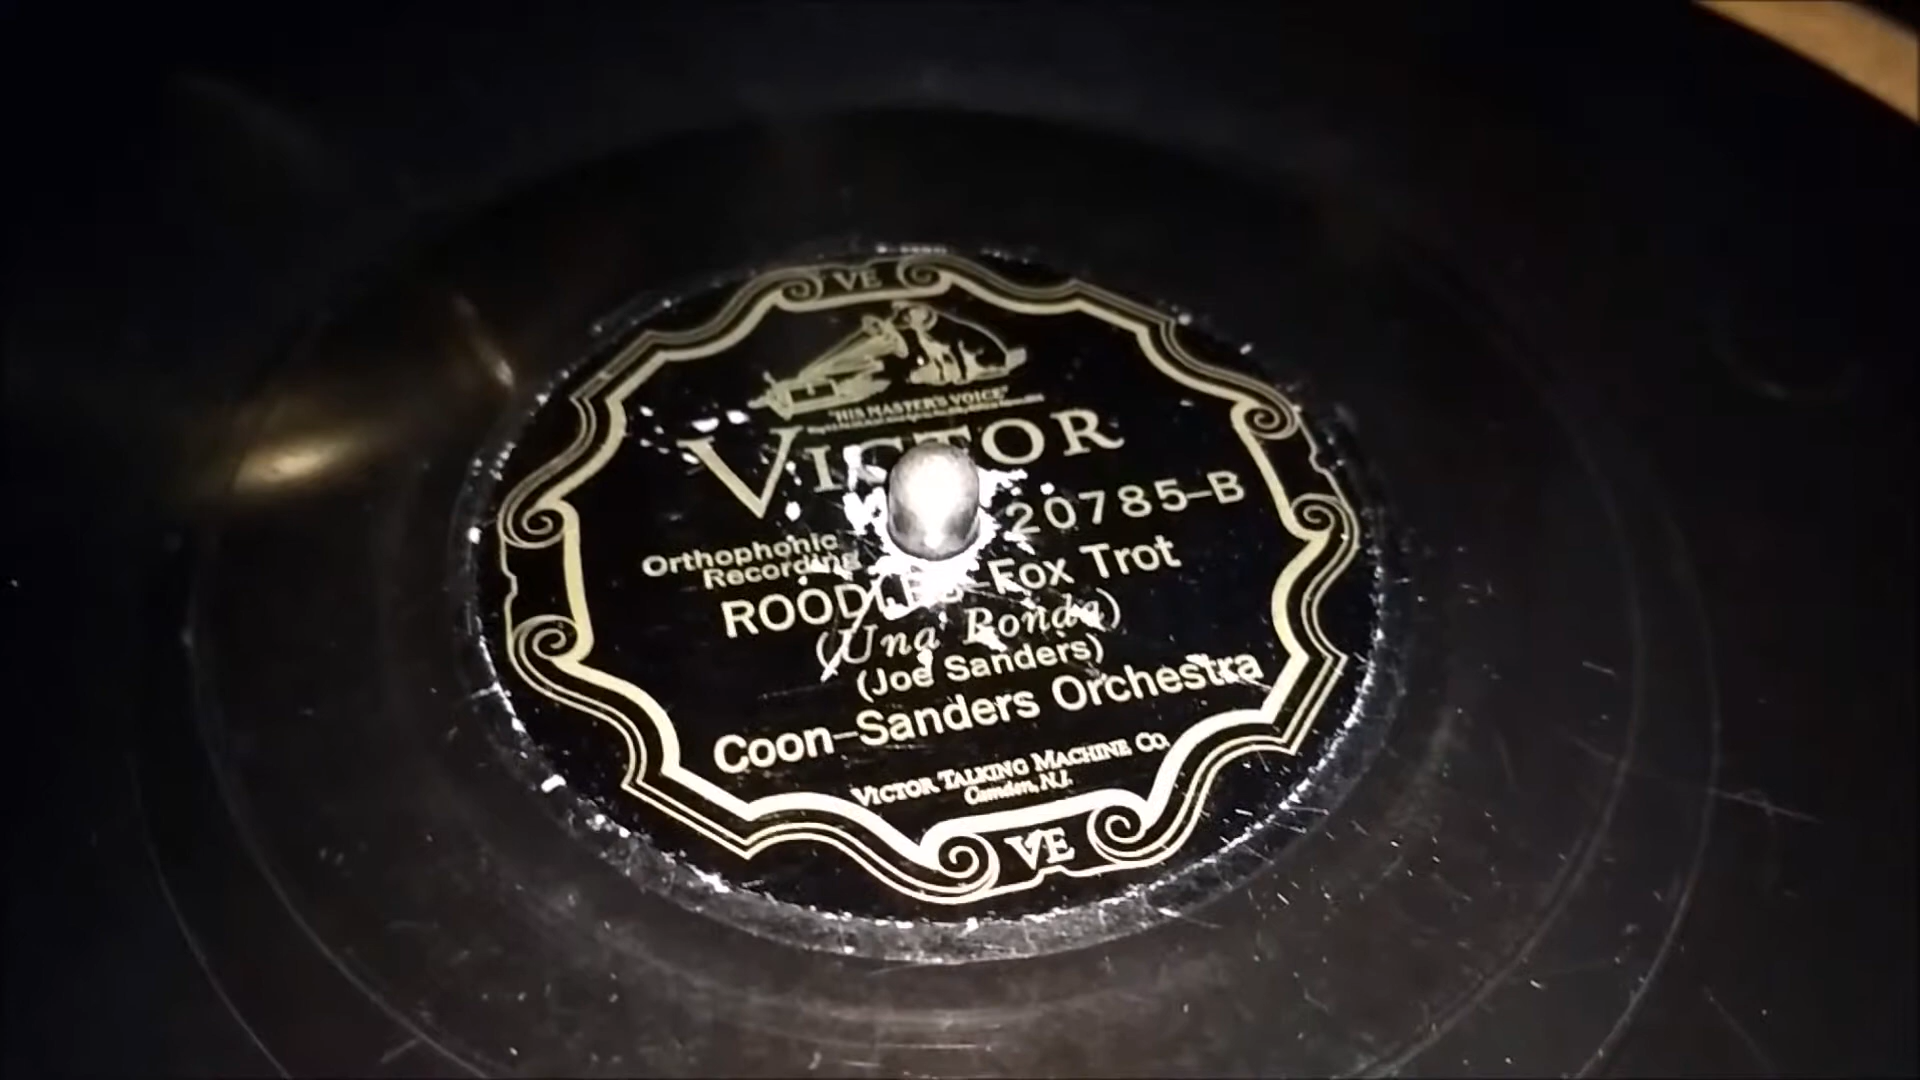 VE
"HIS MASTER'S VOICE"
VICTOR
20785-B
Orthophonic
Recording
ROODLES-Fox Trot
(Una Ronda)
(Joe Sanders)
Coon-Sanders Orchestra
VICTOR TALKING MACHINE CO.
Camden, N.J.
VE